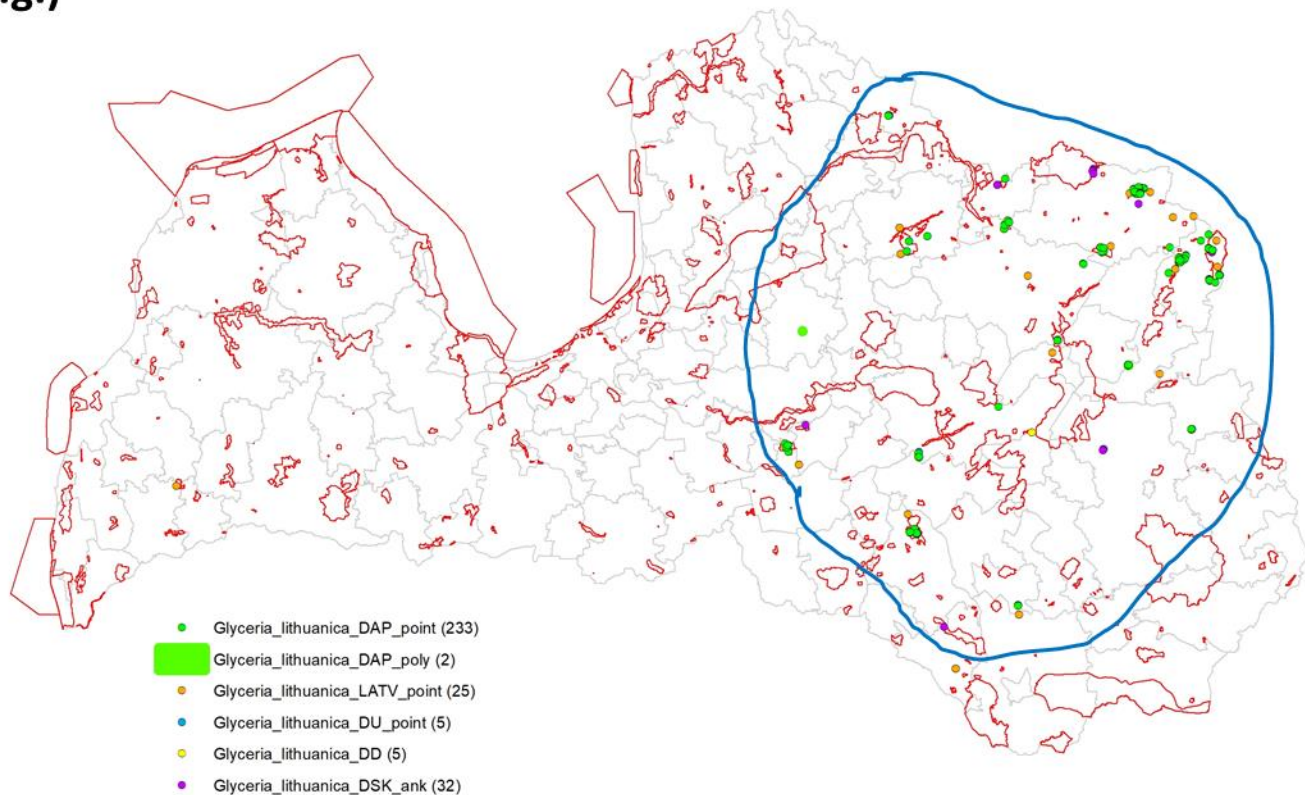 Glyceria_lithuanica_DAP_point (233)
Glyceria_lithuanica_DAP_poly (2)
Glyceria_lithuanica_LATV_point (25)
Glyceria_lithuanica_DU_point (5)
Glyceria_lithuanica_DD (5)
Glyceria_lithuanica_DSK_ank (32)